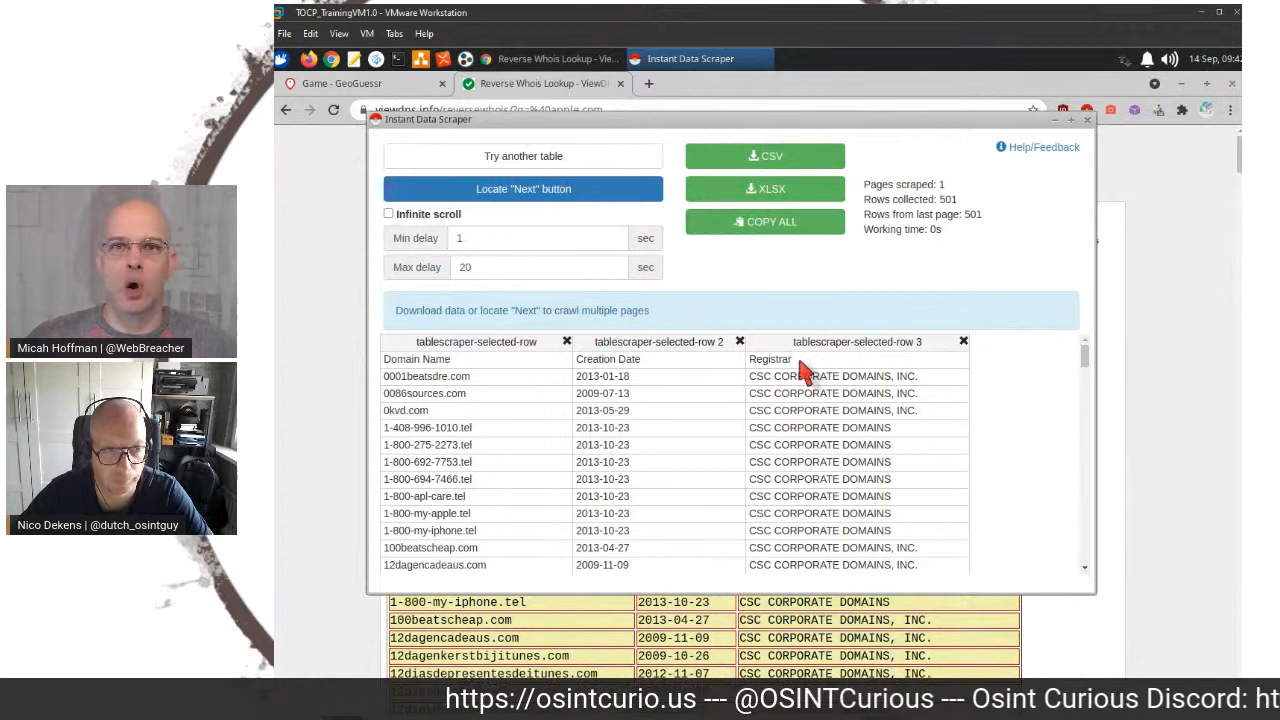 TOCP_TrainingVM1.0 - VMware Workstation
File Edit View VM Tabs Help
Reverse Whois Lookup - Vie...
Instant Data Scraper
14 Sep, 09:42
Game - GeoGuessr
Reverse Whois Lookup - ViewD
viewdns.info/reversewhois/?q=%40apple.com
Instant Data Scraper
Try another table
CSV
Help/Feedback
Locate "Next" button
XLSX
Infinite scroll
COPY ALL
Pages scraped: 1
Rows collected: 501
Rows from last page: 501
Working time: 0s
Min delay 1 sec
Max delay 20 sec
Download data or locate "Next" to crawl multiple pages
tablescraper-selected-row tablescraper-selected-row 2 tablescraper-selected-row 3
Domain Name Creation Date Registrar
0001beatsdre.com 2013-01-18 CSC CORPORATE DOMAINS, INC.
0086sources.com 2009-07-13 CSC CORPORATE DOMAINS, INC.
0kvd.com 2013-05-29 CSC CORPORATE DOMAINS, INC.
1-408-996-1010.tel 2013-10-23 CSC CORPORATE DOMAINS
1-800-275-2273.tel 2013-10-23 CSC CORPORATE DOMAINS
1-800-692-7753.tel 2013-10-23 CSC CORPORATE DOMAINS
1-800-694-7466.tel 2013-10-23 CSC CORPORATE DOMAINS
1-800-apl-care.tel 2013-10-23 CSC CORPORATE DOMAINS
1-800-my-apple.tel 2013-10-23 CSC CORPORATE DOMAINS
1-800-my-iphone.tel 2013-10-23 CSC CORPORATE DOMAINS
100beatscheap.com 2013-04-27 CSC CORPORATE DOMAINS, INC.
12dagencadeaus.com 2009-11-09 CSC CORPORATE DOMAINS, INC.
1-800-my-iphone.tel 2013-10-23 CSC CORPORATE DOMAINS
100beatscheap.com 2013-04-27 CSC CORPORATE DOMAINS, INC.
12dagencadeaus.com 2009-11-09 CSC CORPORATE DOMAINS, INC.
12dagenkerstbijitunes.com 2009-10-26 CSC CORPORATE DOMAINS, INC.
12diasdepresentesdeitunes.com 2012-11-07 CSC CORPORATE DOMAINS, INC.
Micah Hoffman | @WebBreacher
Nico Dekens | @dutch_osintguy
https://osintcurio.us --- @OSINTCurious --- Osint Curious Discord: ht